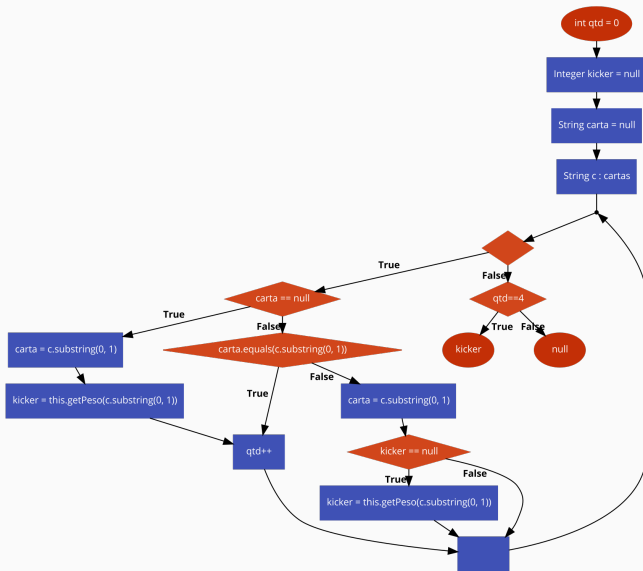 int qtd = 0
Integer kicker = null
String carta = null
String c : cartas
True
False
carta == null
qtd==4
True
False
True
False
carta = c.substring(0, 1)
carta.equals(c.substring(0, 1))
kicker
null
True
False
kicker = this.getPeso(c.substring(0, 1))
carta = c.substring(0, 1)
qtd++
kicker == null
True
False
kicker = this.getPeso(c.substring(0, 1))